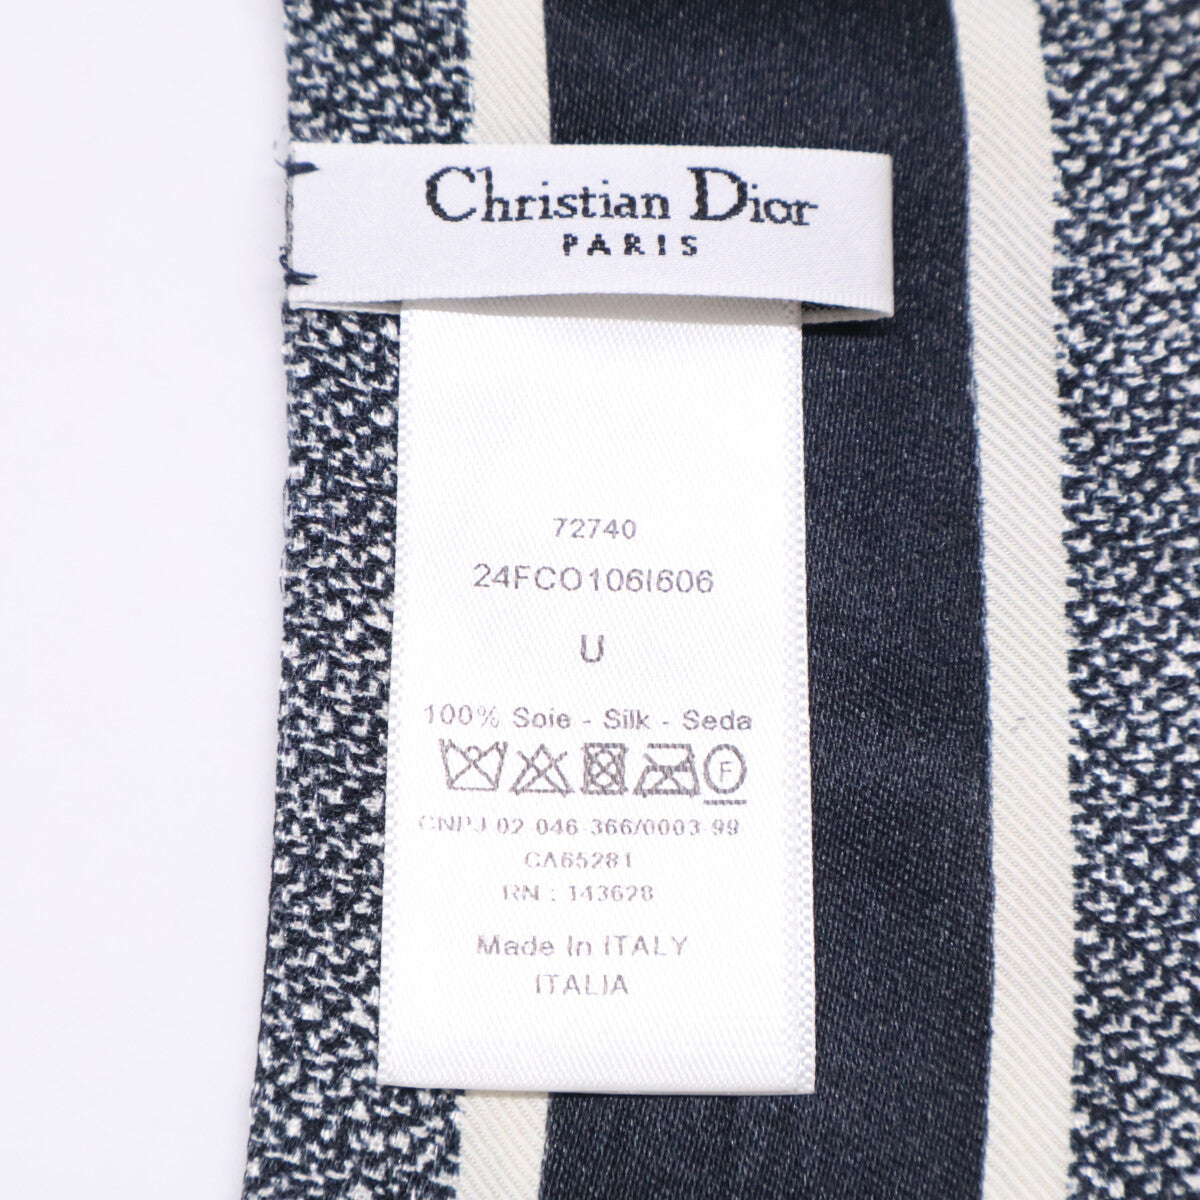 Christian Dior
PARIS
72740
24FCO106I606
U
100% Soie - Silk - Seda
F
CNPJ 02 046 366/0003-99
CA65281
RN : 143628
Made In ITALY
ITALIA